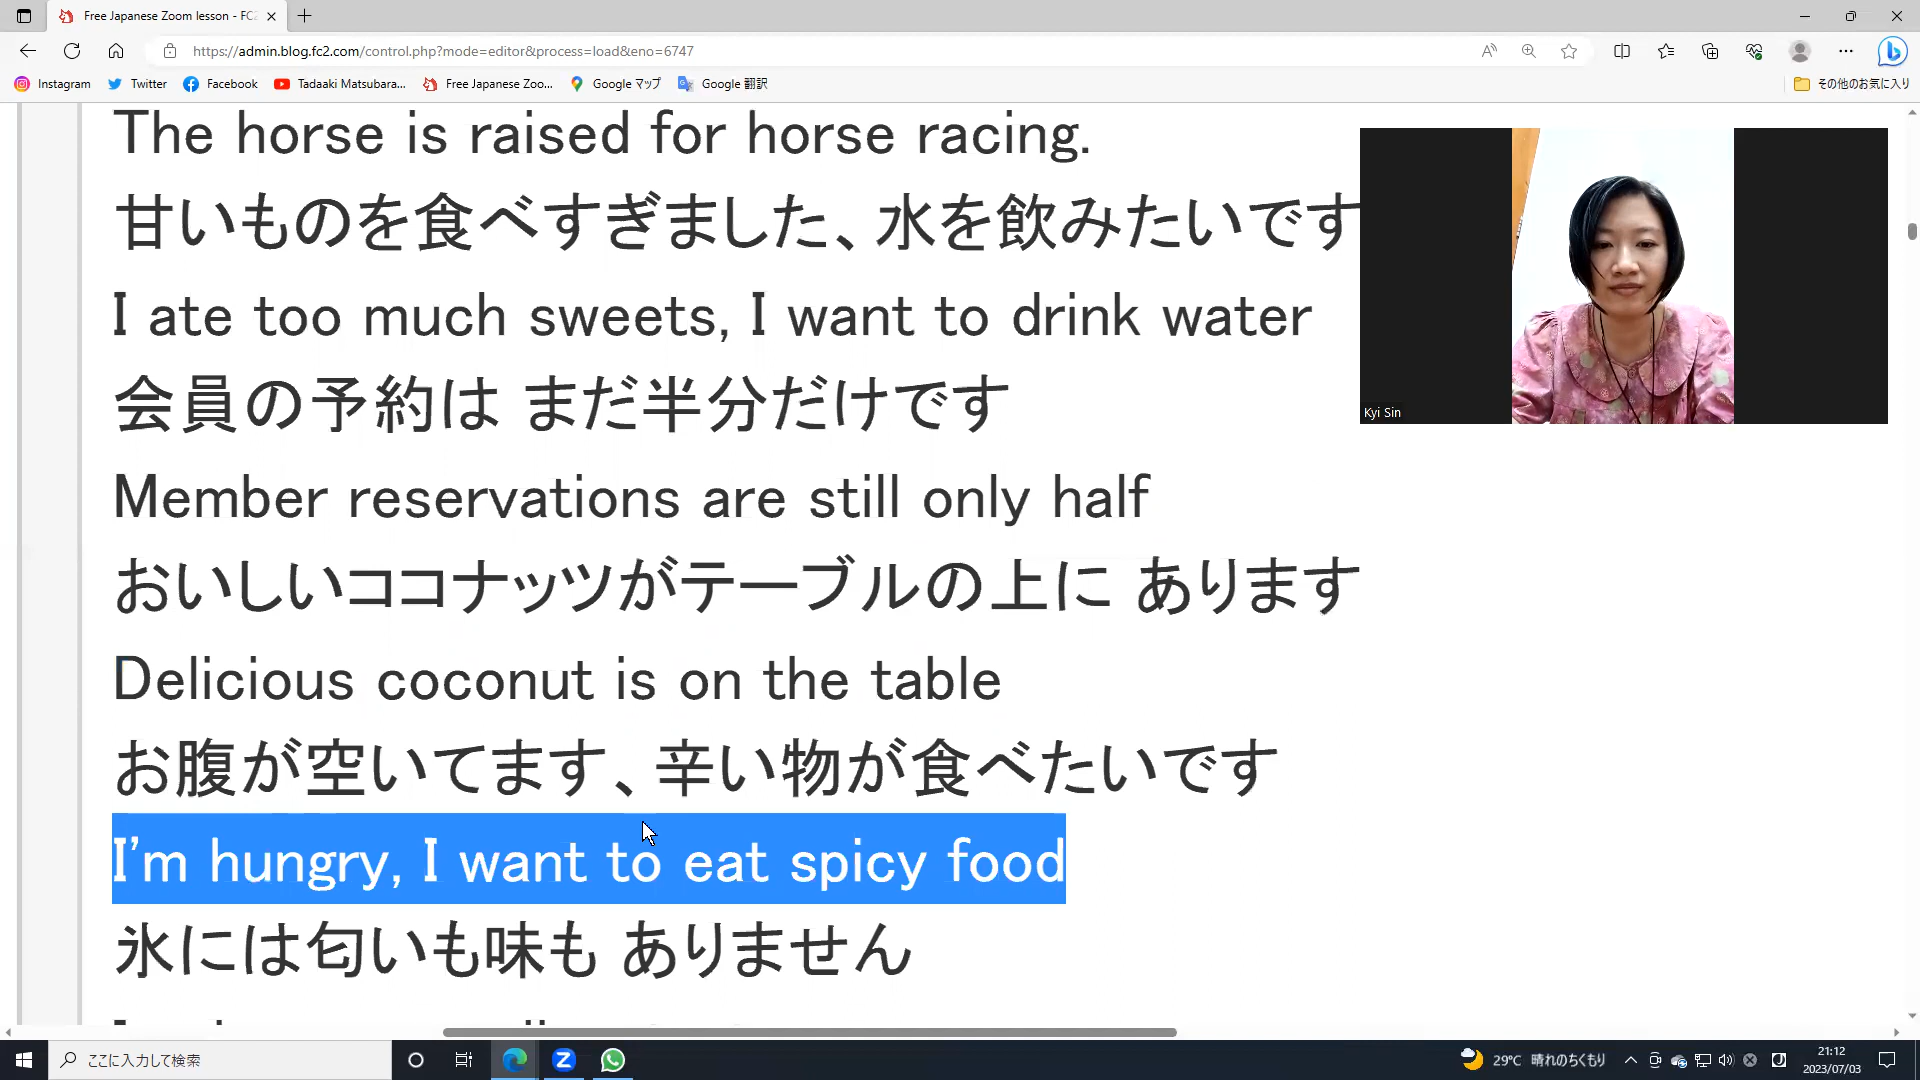 Free Japanese Zoom lesson - FC2
https://admin.blog.fc2.com/control.php?mode=editor&process=load&eno=6747
Instagram
Twitter
Facebook
Tadaaki Matsubara...
Free Japanese Zoo...
Google マップ
Google 翻訳
その他のお気に入り
The horse is raised for horse racing.
甘いものを食べすぎました、水を飲みたいです
I ate too much sweets, I want to drink water
会員の予約は まだ半分だけです
Member reservations are still only half
おいしいココナッツがテーブルの上に あります
Delicious coconut is on the table
お腹が空いてます、辛い物が食べたいです
I'm hungry, I want to eat spicy food
氷には匂いも味も ありません
Kyi Sin
ここに入力して検索
29°C 晴れのちくもり
21:12
2023/07/03